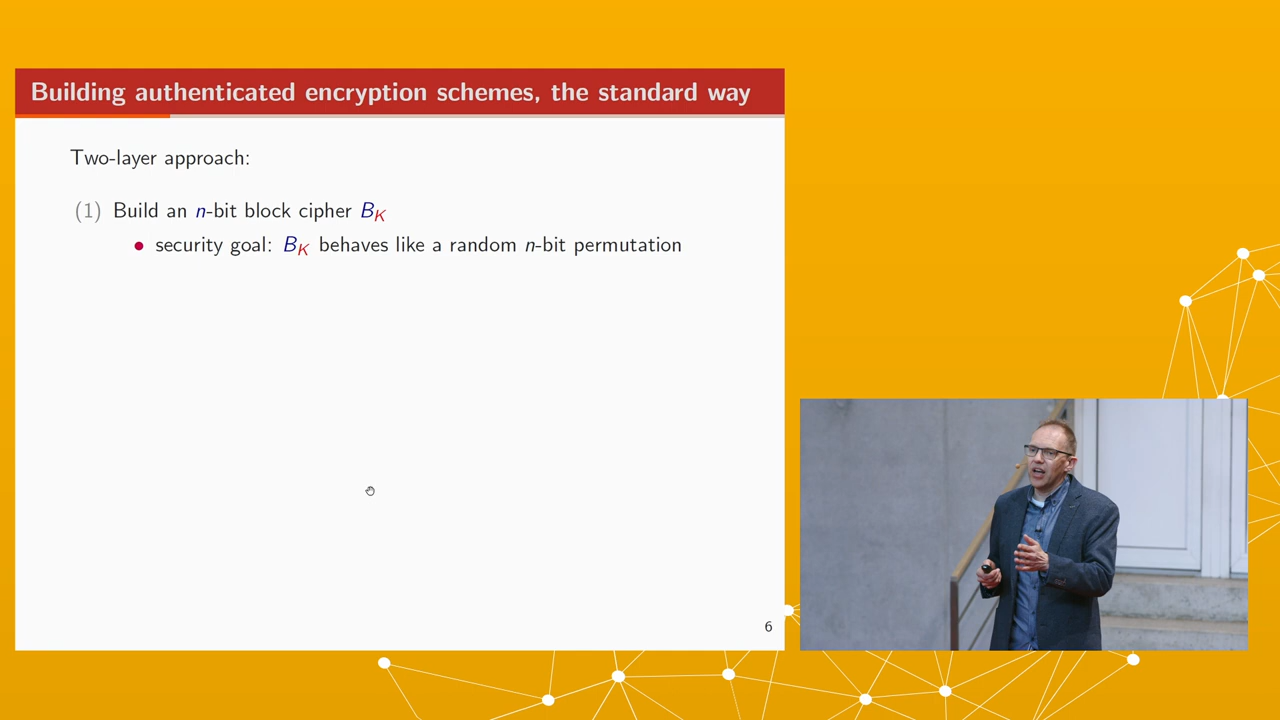 Building authenticated encryption schemes, the standard way
Two-layer approach:
(1) Build an n-bit block cipher B_K
• security goal: B_K behaves like a random n-bit permutation
6